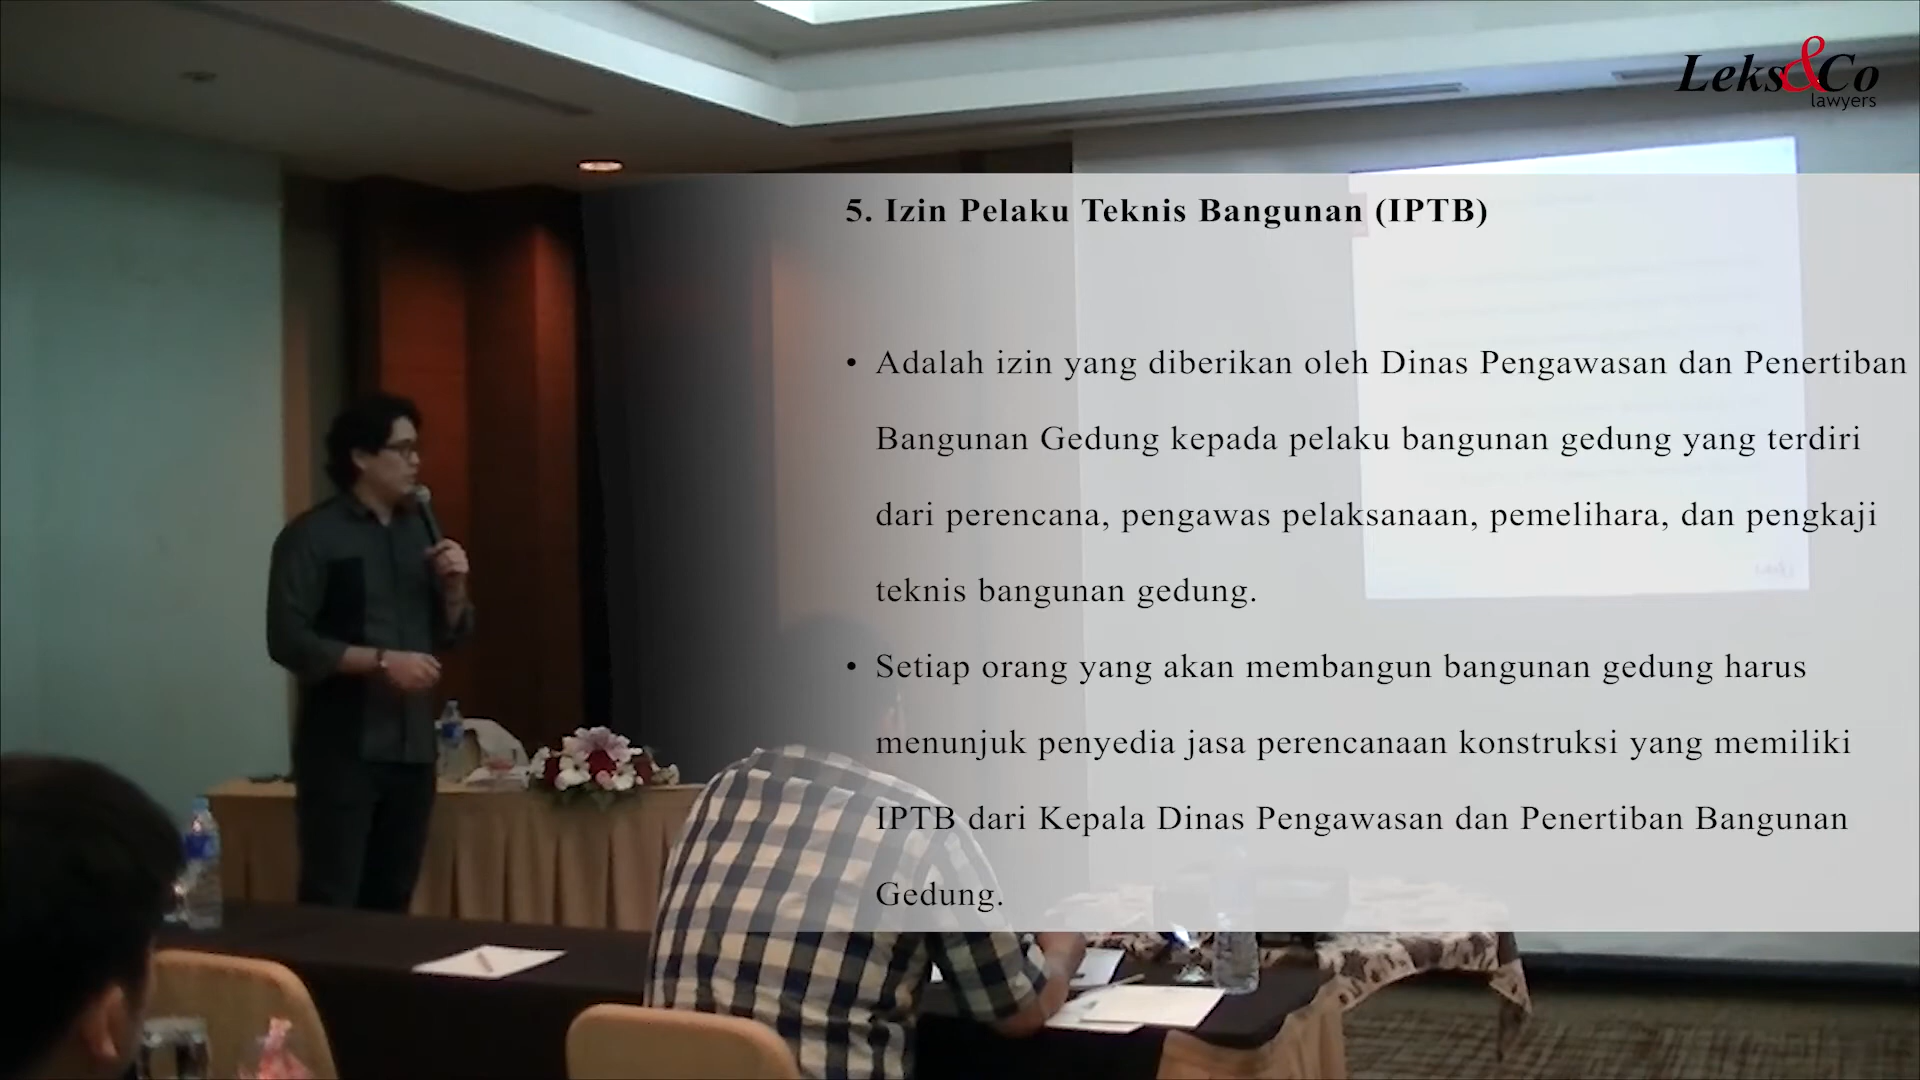 Leks&Co
lawyers
5. Izin Pelaku Teknis Bangunan (IPTB)
• Adalah izin yang diberikan oleh Dinas Pengawasan dan Penertiban
Bangunan Gedung kepada pelaku bangunan gedung yang terdiri
dari perencana, pengawas pelaksanaan, pemelihara, dan pengkaji
teknis bangunan gedung.
• Setiap orang yang akan membangun bangunan gedung harus
menunjuk penyedia jasa perencanaan konstruksi yang memiliki
IPTB dari Kepala Dinas Pengawasan dan Penertiban Bangunan
Gedung.